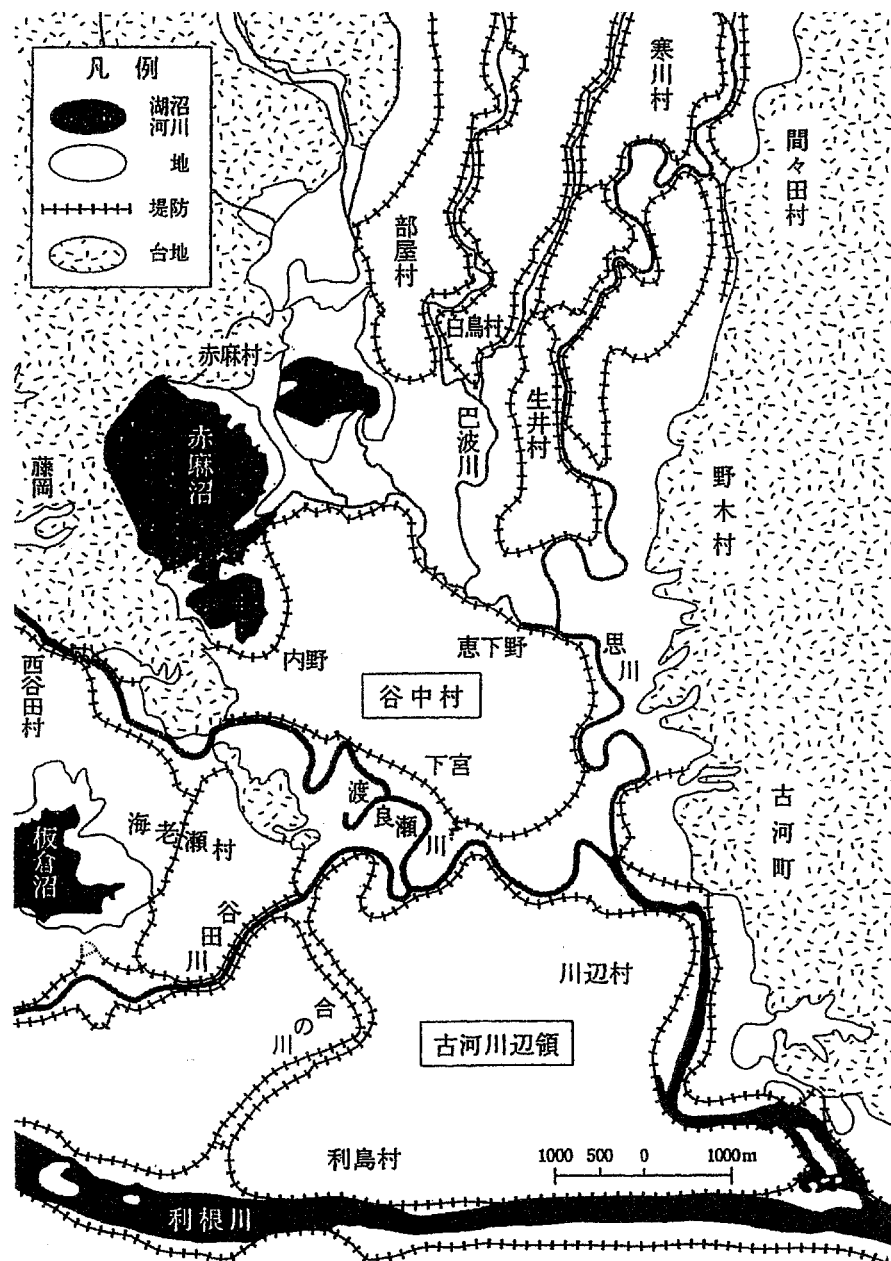 凡例
湖沼
河川
地
堤防
台地
寒川村
間々田村
部屋村
白鳥村
赤麻村
巴波川
生井村
赤麻沼
藤岡
野木村
西谷田村
内野
恵下野
思川
谷中村
下宮
渡良瀬川
古河町
海老瀬村
板倉沼
谷田川
川辺村
合の川
古河川辺領
利島村
1000 500 0 1000m
利根川